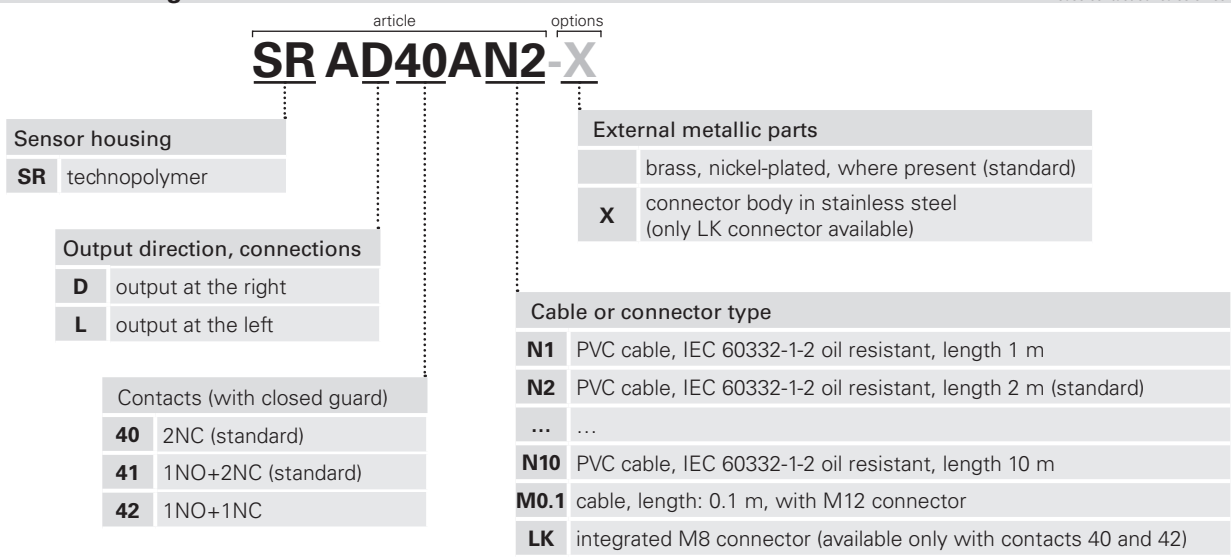 article
options
SR AD40AN2-X
Sensor housing
SR technopolymer
Output direction, connections
D output at the right
L output at the left
Contacts (with closed guard)
40 2NC (standard)
41 1NO+2NC (standard)
42 1NO+1NC
External metallic parts
brass, nickel-plated, where present (standard)
X connector body in stainless steel
(only LK connector available)
Cable or connector type
N1 PVC cable, IEC 60332-1-2 oil resistant, length 1 m
N2 PVC cable, IEC 60332-1-2 oil resistant, length 2 m (standard)
... ...
N10 PVC cable, IEC 60332-1-2 oil resistant, length 10 m
M0.1 cable, length: 0.1 m, with M12 connector
LK integrated M8 connector (available only with contacts 40 and 42)